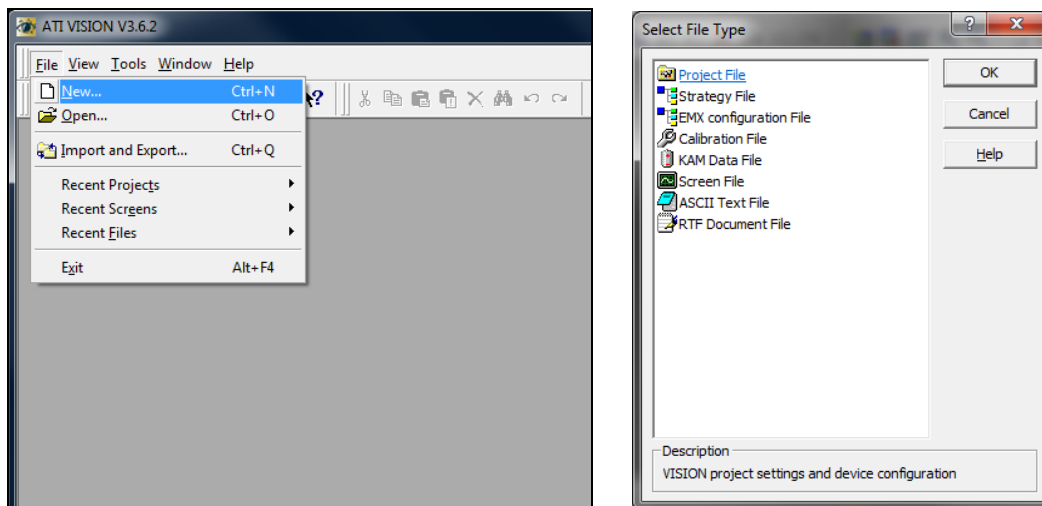 ATI VISION V3.6.2
File View Tools Window Help
New... Ctrl+N
Open... Ctrl+O
Import and Export... Ctrl+Q
Recent Projects
Recent Screens
Recent Files
Exit Alt+F4
Select File Type
Project File
Strategy File
EMX configuration File
Calibration File
KAM Data File
Screen File
ASCII Text File
RTF Document File
OK
Cancel
Help
Description
VISION project settings and device configuration